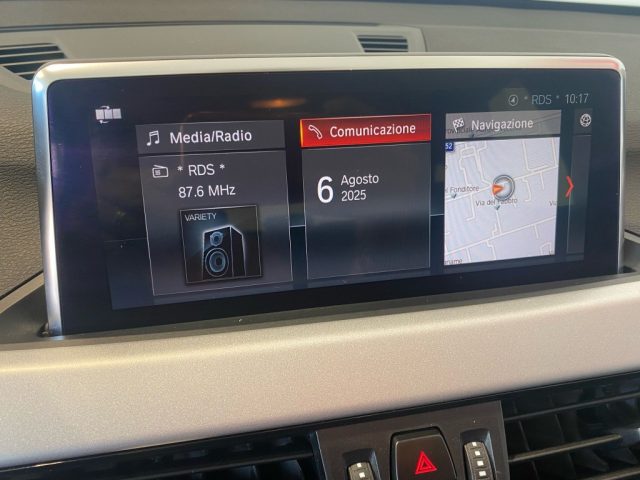 * RDS * 10:17
Media/Radio
* RDS *
87.6 MHz
VARIETY
Comunicazione
6 Agosto
2025
Navigazione
52
Via del Fabbro
Via